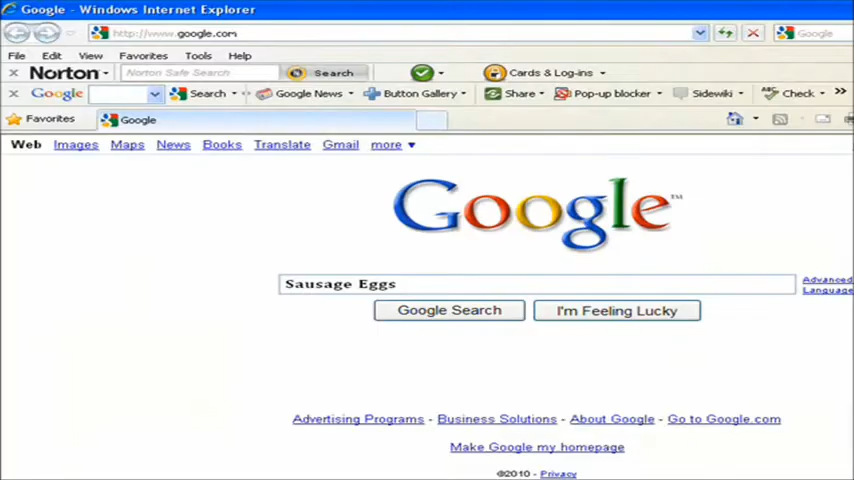 Google - Windows Internet Explorer
http://www.google.com
Google
File Edit View Favorites Tools Help
Norton Norton Safe Search Search Cards & Log-ins
Google Search Google News Button Gallery Share Pop-up blocker Sidewiki ABC Check
Favorites Google
Web Images Maps News Books Translate Gmail more
Google™
Sausage Eggs
Advanced
Language
Google Search I'm Feeling Lucky
Advertising Programs - Business Solutions - About Google - Go to Google.com
Make Google my homepage
©2010 - Privacy